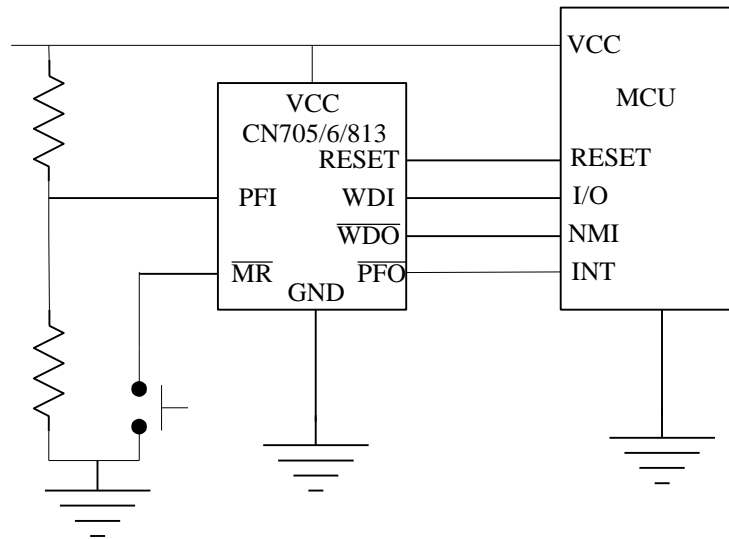 VCC
MCU
VCC
CN705/6/813
RESET
RESET
PFI
WDI
I/O
WDO
NMI
MR
PFO
INT
GND